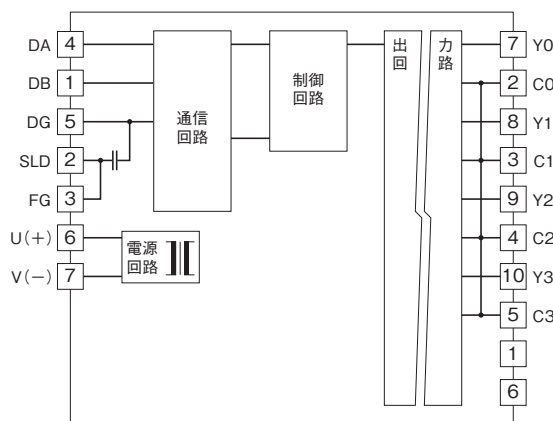 DA 4
DB 1
DG 5
SLD 2
FG 3
U(+) 6
V(−) 7
通信
回路
電源
回路
制御
回路
出 力
回 路
7 Y0
2 C0
8 Y1
3 C1
9 Y2
4 C2
10 Y3
5 C3
1
6